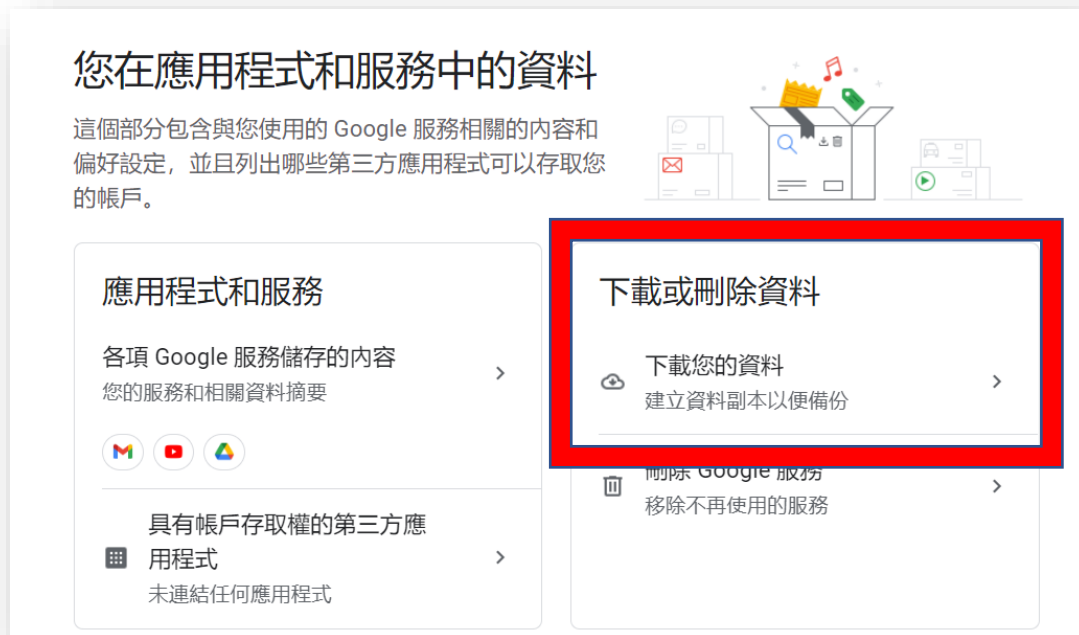 您在應用程式和服務中的資料
這個部分包含與您使用的 Google 服務相關的內容和
偏好設定，並且列出哪些第三方應用程式可以存取您
的帳戶。
應用程式和服務
各項 Google 服務儲存的內容
您的服務和相關資料摘要
具有帳戶存取權的第三方應
用程式
未連結任何應用程式
下載或刪除資料
下載您的資料
建立資料副本以便備份
刪除 Google 服務
移除不再使用的服務